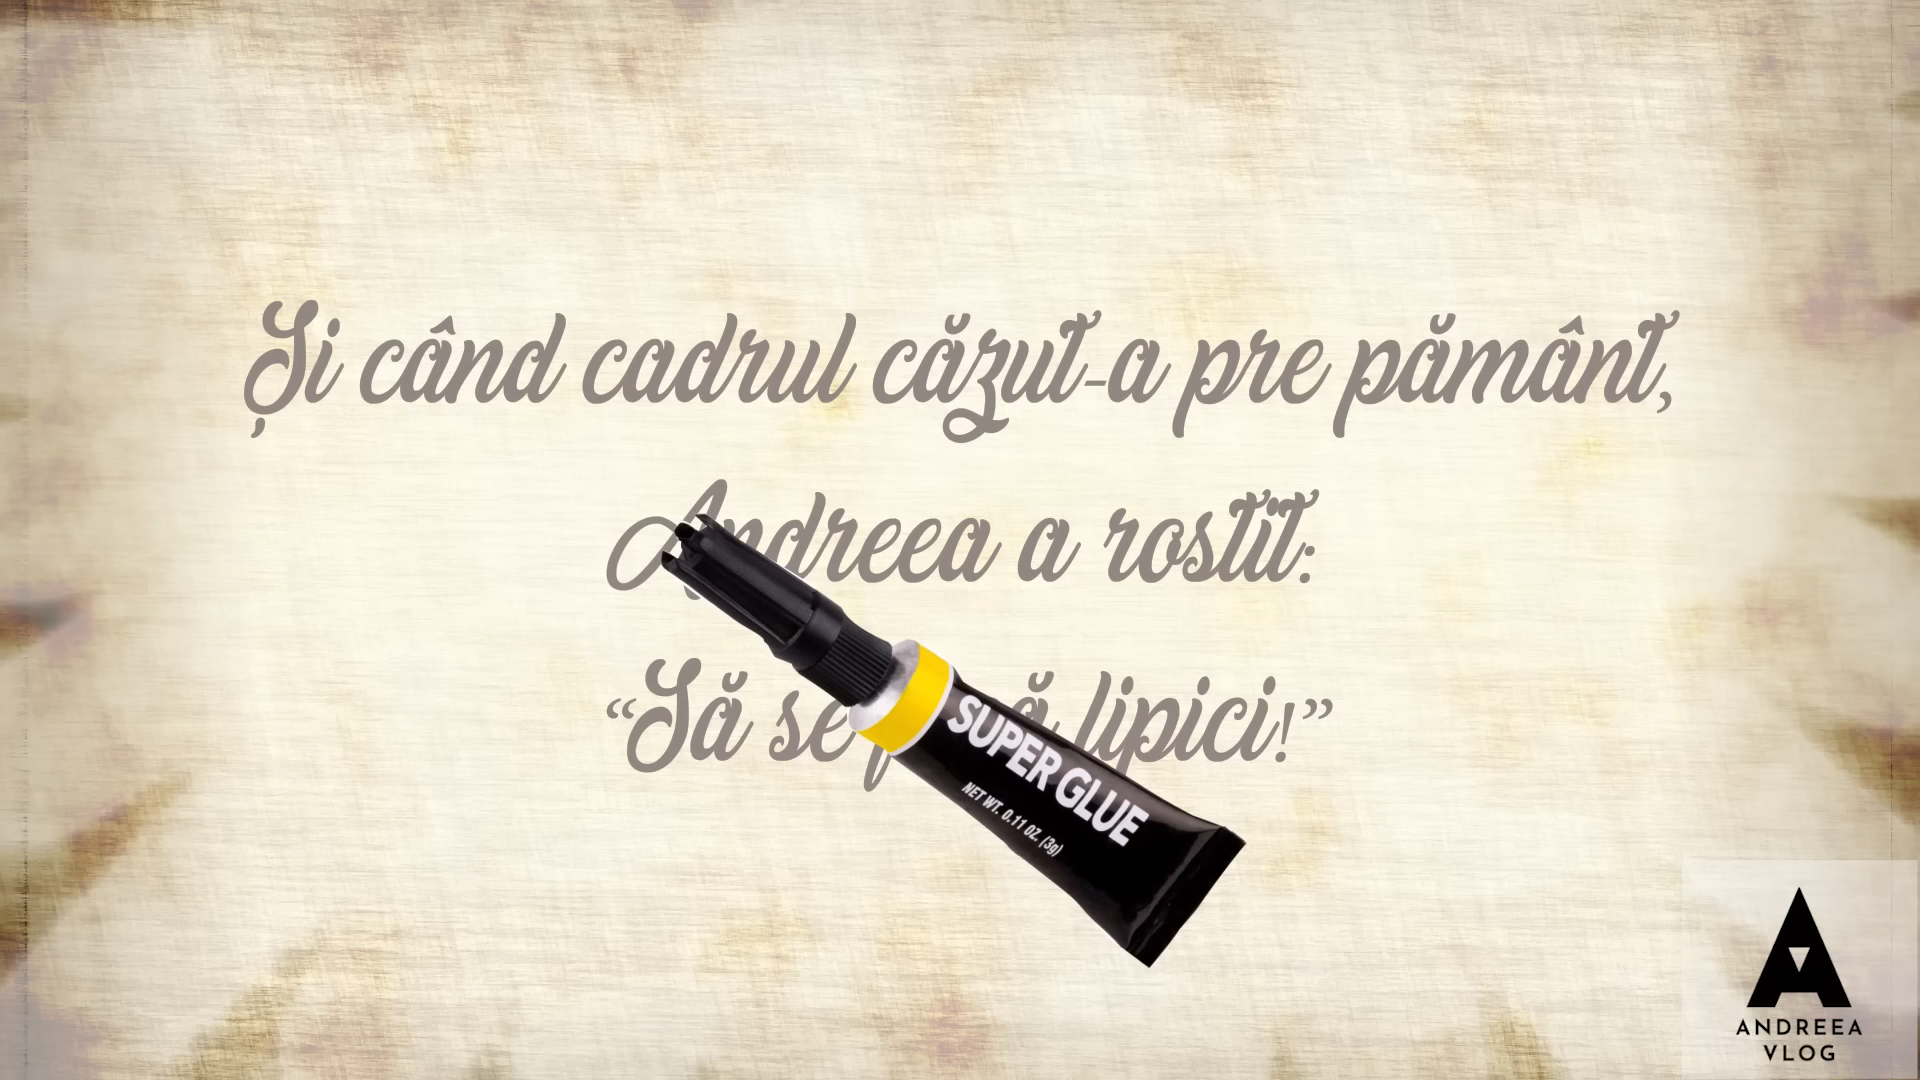 Și când cadrul căzut-a pre pământ,
Andreea a rostit:
“Să se lipici!”
SUPER GLUE
NET WT. 0.11 OZ. (3g)
ANDREEA
VLOG